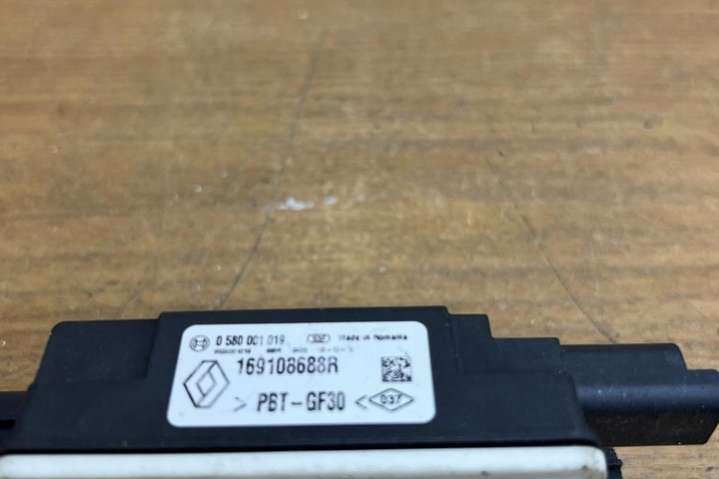 0 580 001 019 Made in Romania
169108688R
>PBT-GF30<